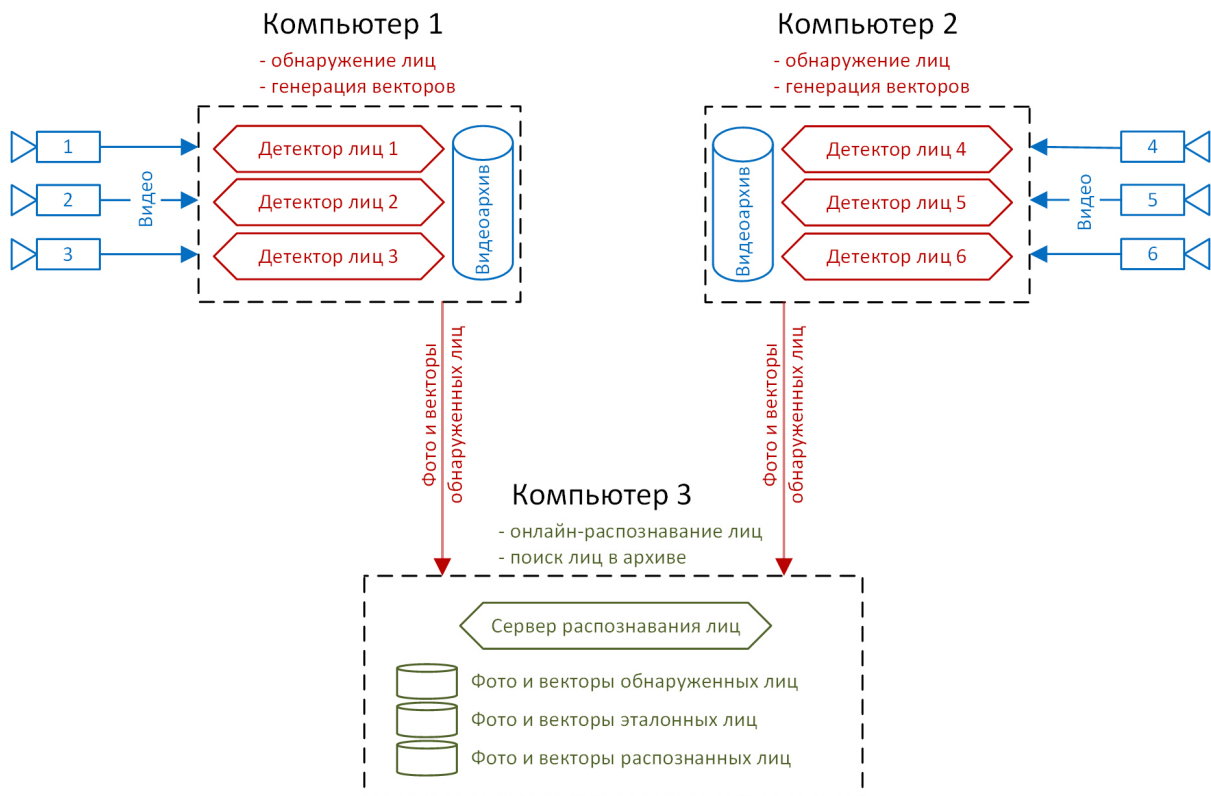 Компьютер 1
- обнаружение лиц
- генерация векторов
1
2
3
Видео
Детектор лиц 1
Детектор лиц 2
Детектор лиц 3
Видеоархив
Компьютер 2
- обнаружение лиц
- генерация векторов
Видеоархив
Детектор лиц 4
Детектор лиц 5
Детектор лиц 6
Видео
4
5
6
Фото и векторы
обнаруженных лиц
Фото и векторы
обнаруженных лиц
Компьютер 3
- онлайн-распознавание лиц
- поиск лиц в архиве
Сервер распознавания лиц
Фото и векторы обнаруженных лиц
Фото и векторы эталонных лиц
Фото и векторы распознанных лиц